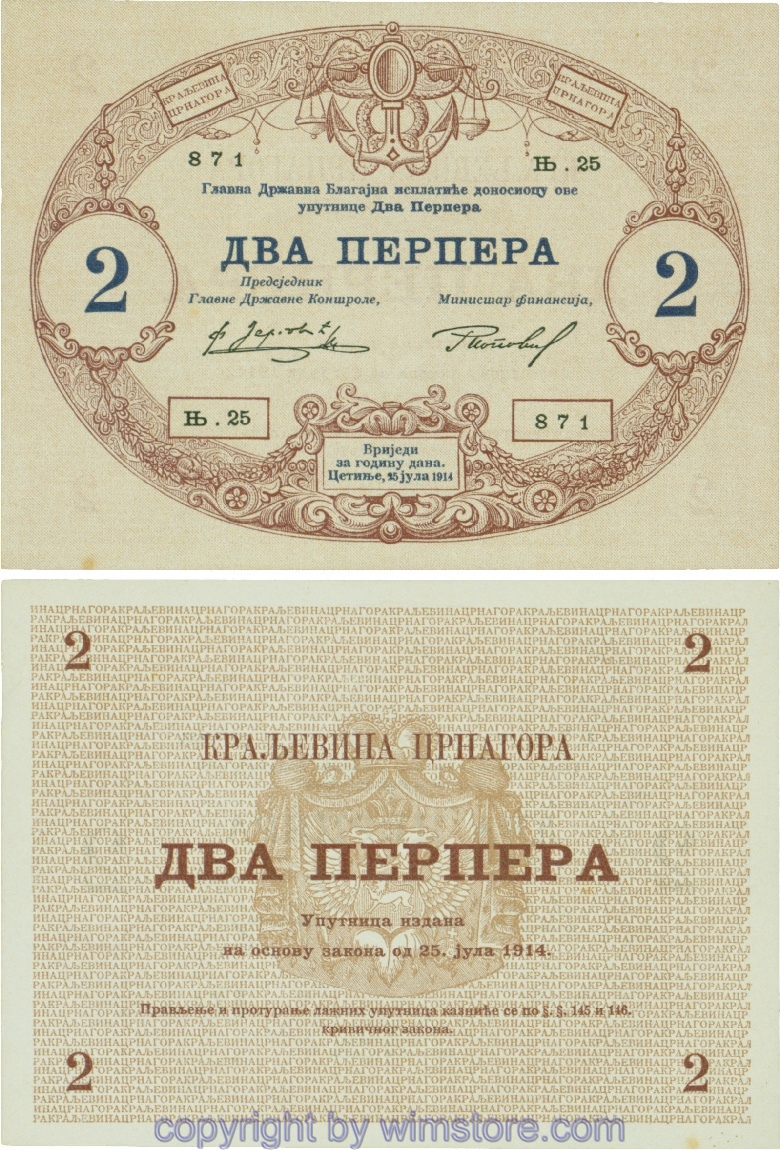 КРАЉЕВИНА
ЦРНАГОРА
КРАЉЕВИНА
ЦРНАГОРА
871
Њ.25
Главна Државна Благајна исплатиће доносиоцу ове
упутнице Два Перпера
2
ДВА ПЕРПЕРА
2
Предсједник
Главне Државне Контроле,
Министар финансија,
Њ.25
871
Вриједи
за годину дана.
Цетиње, 25 јула 1914
2
2
КРАЉЕВИНА ЦРНАГОРА
ДВА ПЕРПЕРА
Упутница издана
на основу закона од 25. јула 1914.
Прављење и протурање лажних упутница казниће се по §. §. 145 и 146.
кривичног закона.
2
2
copyright by wimstore.com